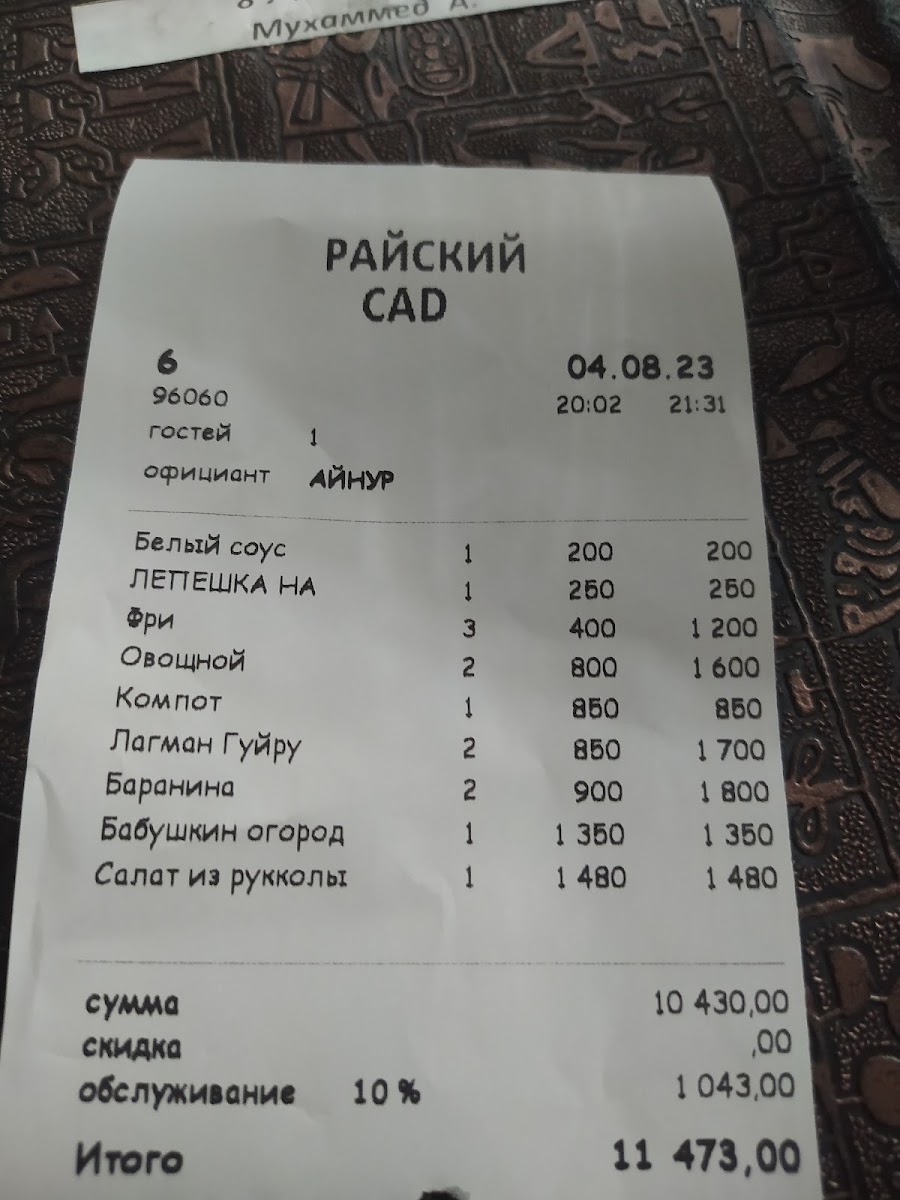 Мухаммед А.
РАЙСКИЙ
САD
6 04.08.23
96060 20:02 21:31
гостей 1
официант АЙНУР
Белый соус 1 200 200
ЛЕПЕШКА НА 1 250 250
Фри 3 400 1 200
Овощной 2 800 1 600
Компот 1 850 850
Лагман Гуйру 2 850 1 700
Баранина 2 900 1 800
Бабушкин огород 1 1 350 1 350
Салат из рукколы 1 1 480 1 480
сумма 10 430,00
скидка ,00
обслуживание 10 % 1 043,00
Итого 11 473,00